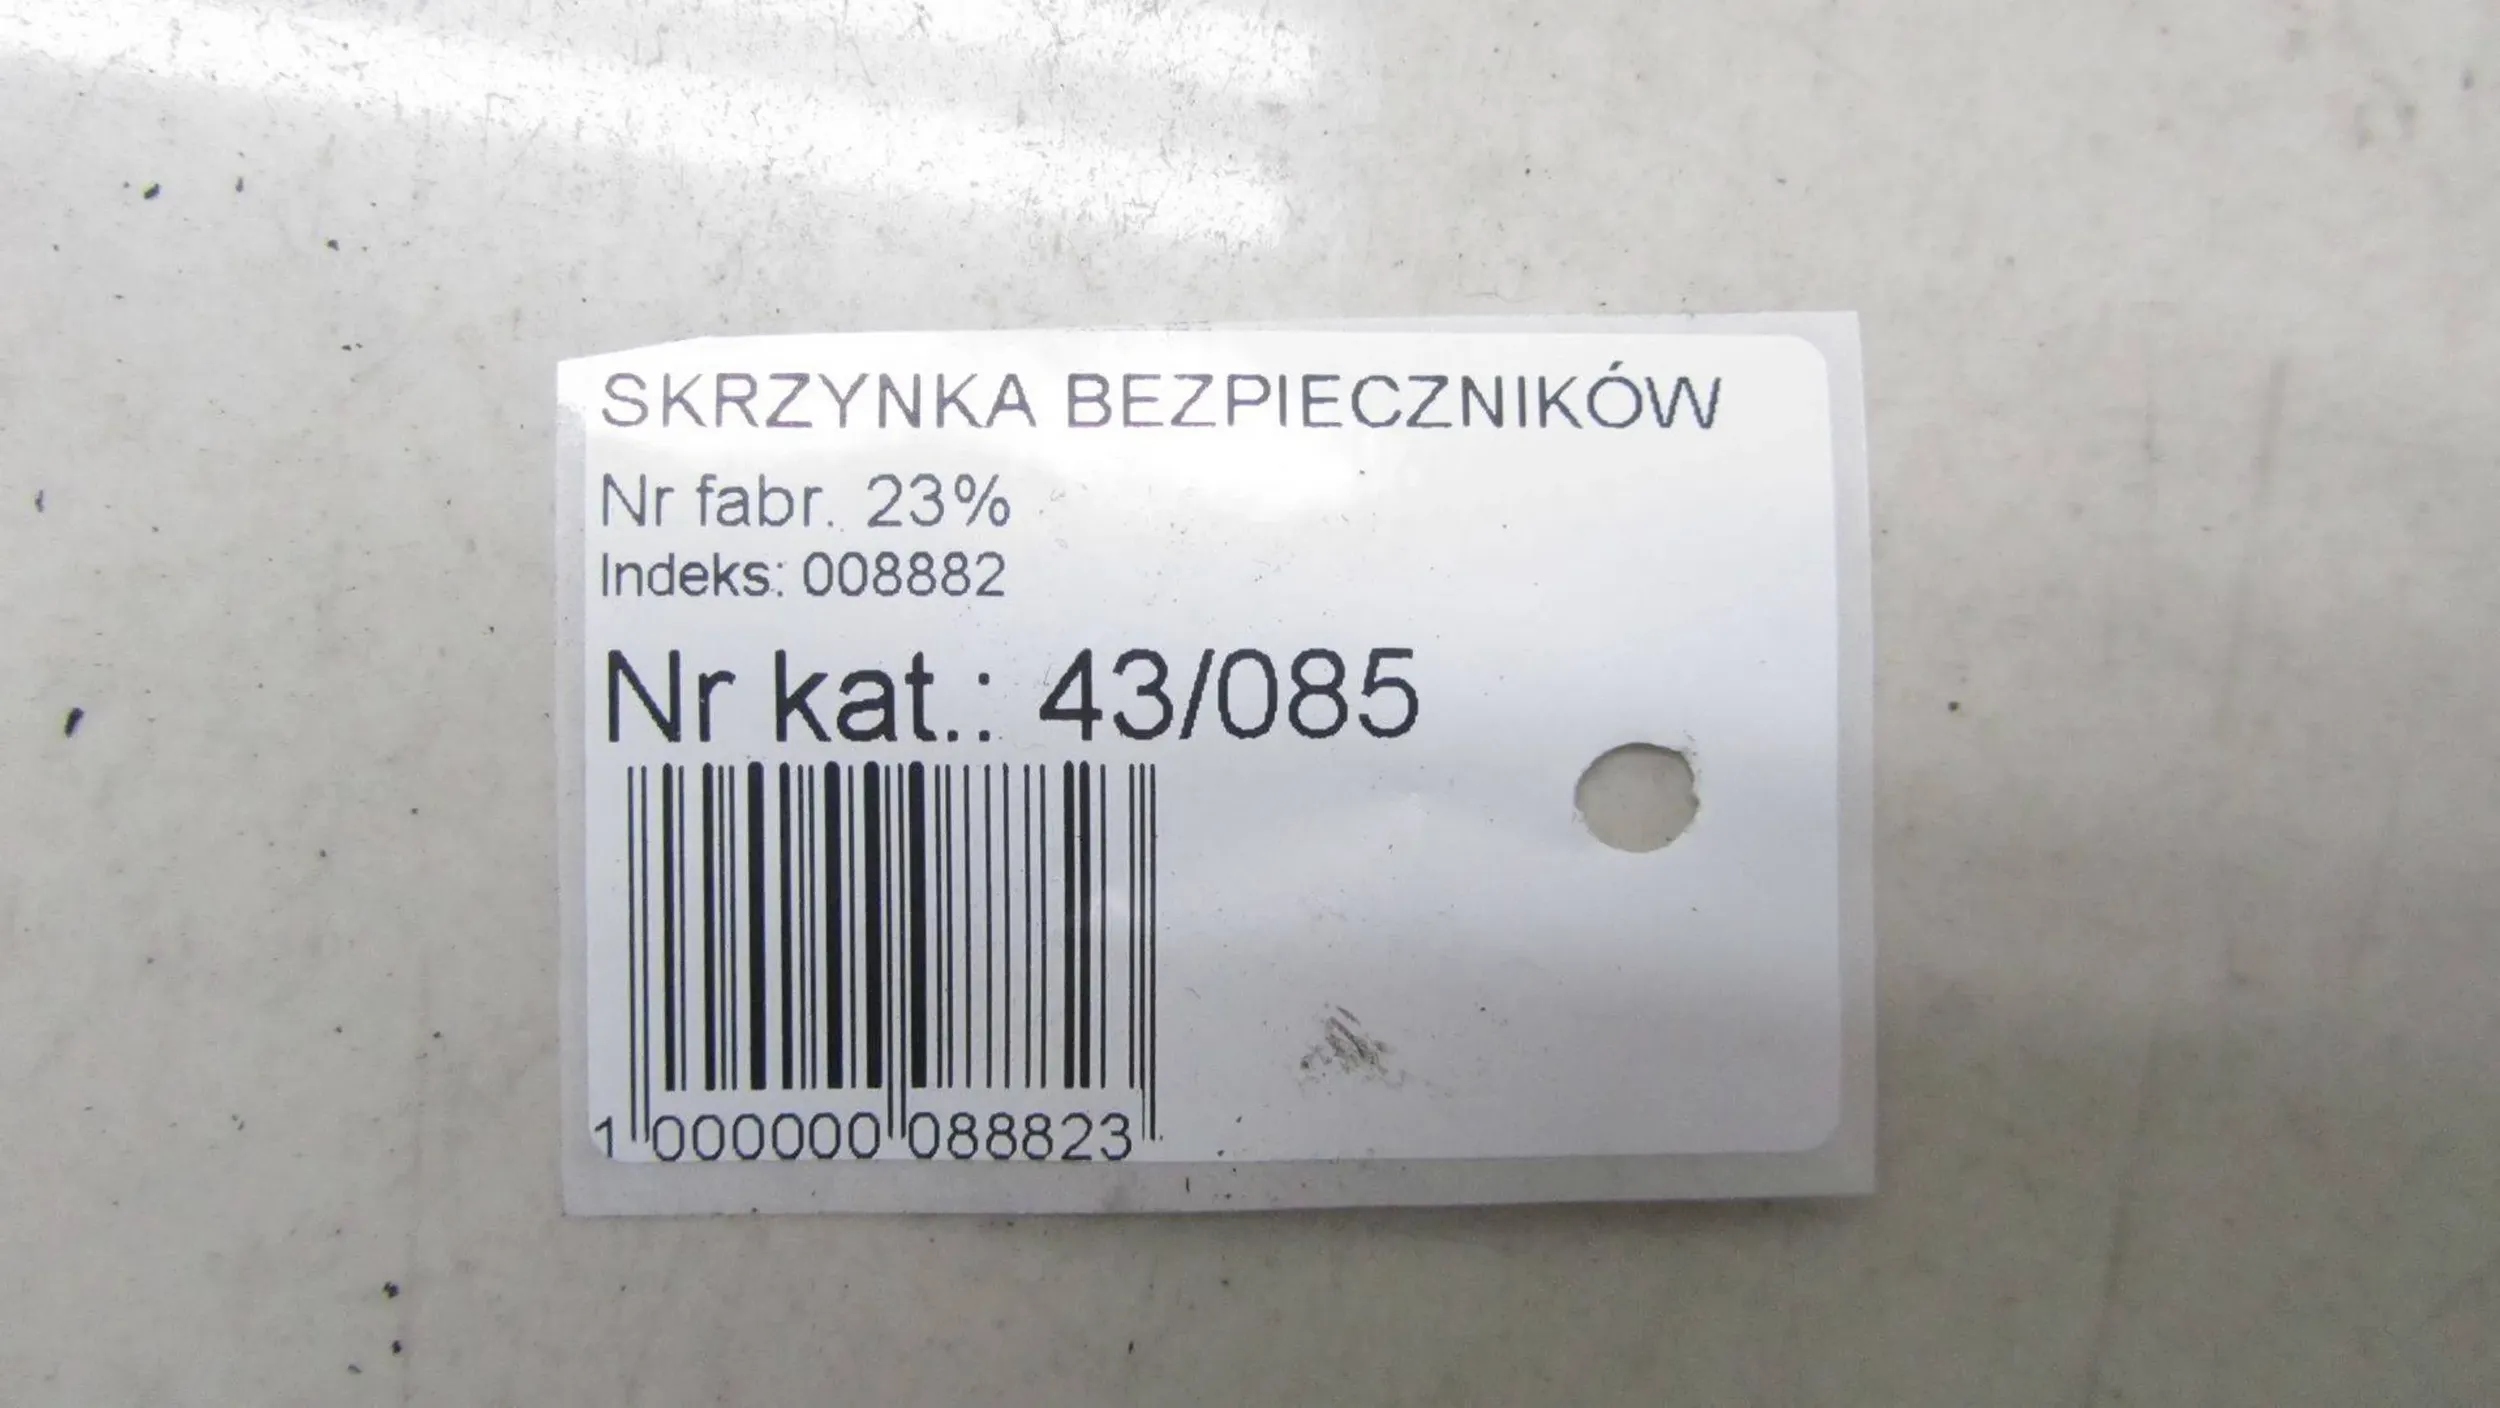 SKRZYNKA BEZPIECZNIKÓW
Nr fabr. 23%
Indeks: 008882
Nr kat.: 43/085
1 000000 088823